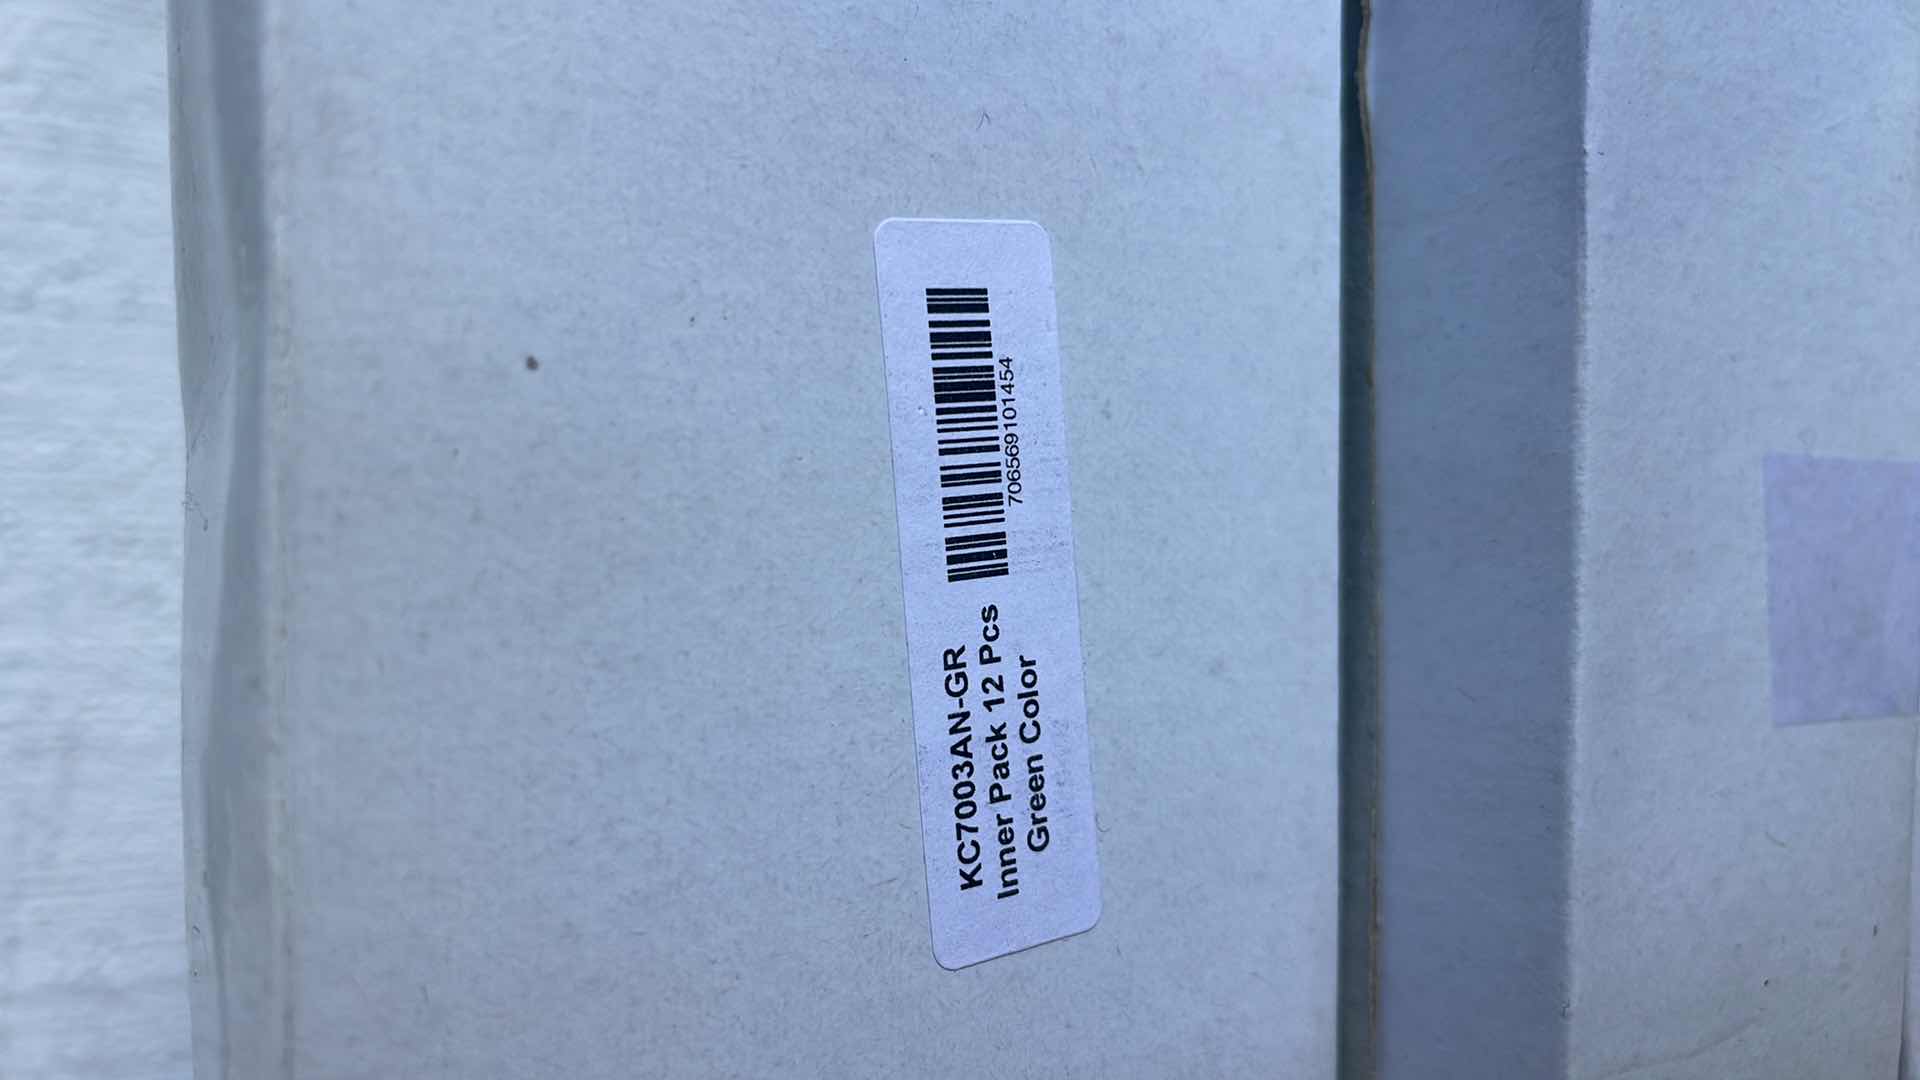 KC7003AN-GR
Inner Pack 12 Pcs
Green Color
706569101454